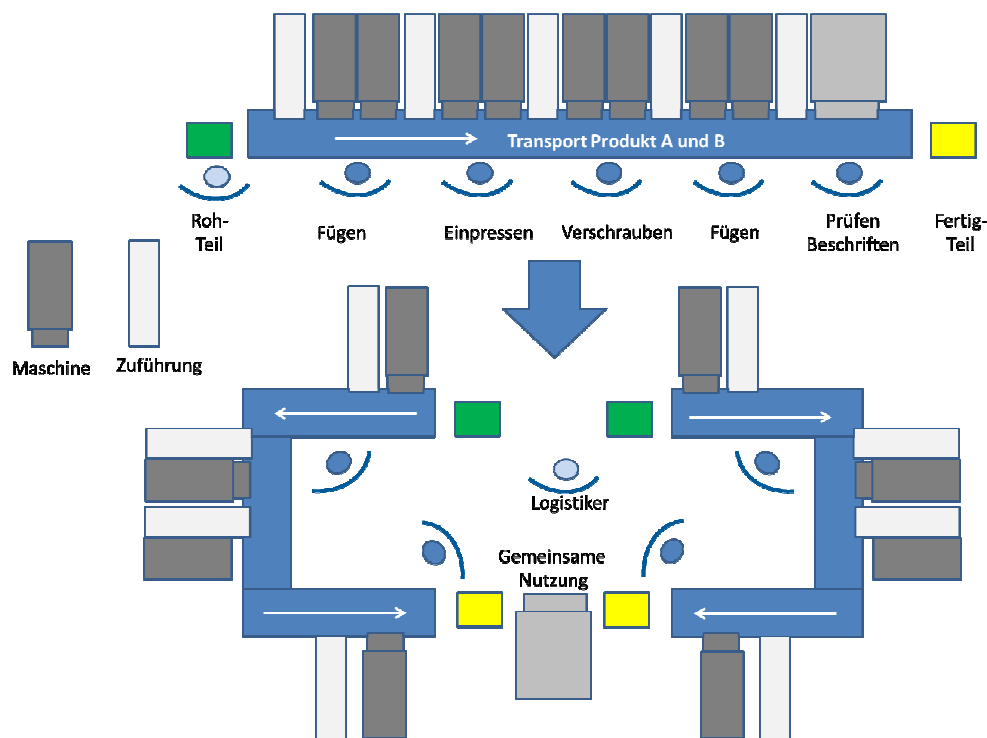 Transport Produkt A und B
Roh-
Teil
Fügen
Einpressen
Verschrauben
Fügen
Prüfen
Beschriften
Fertig-
Teil
Maschine
Zuführung
Logistiker
Gemeinsame
Nutzung